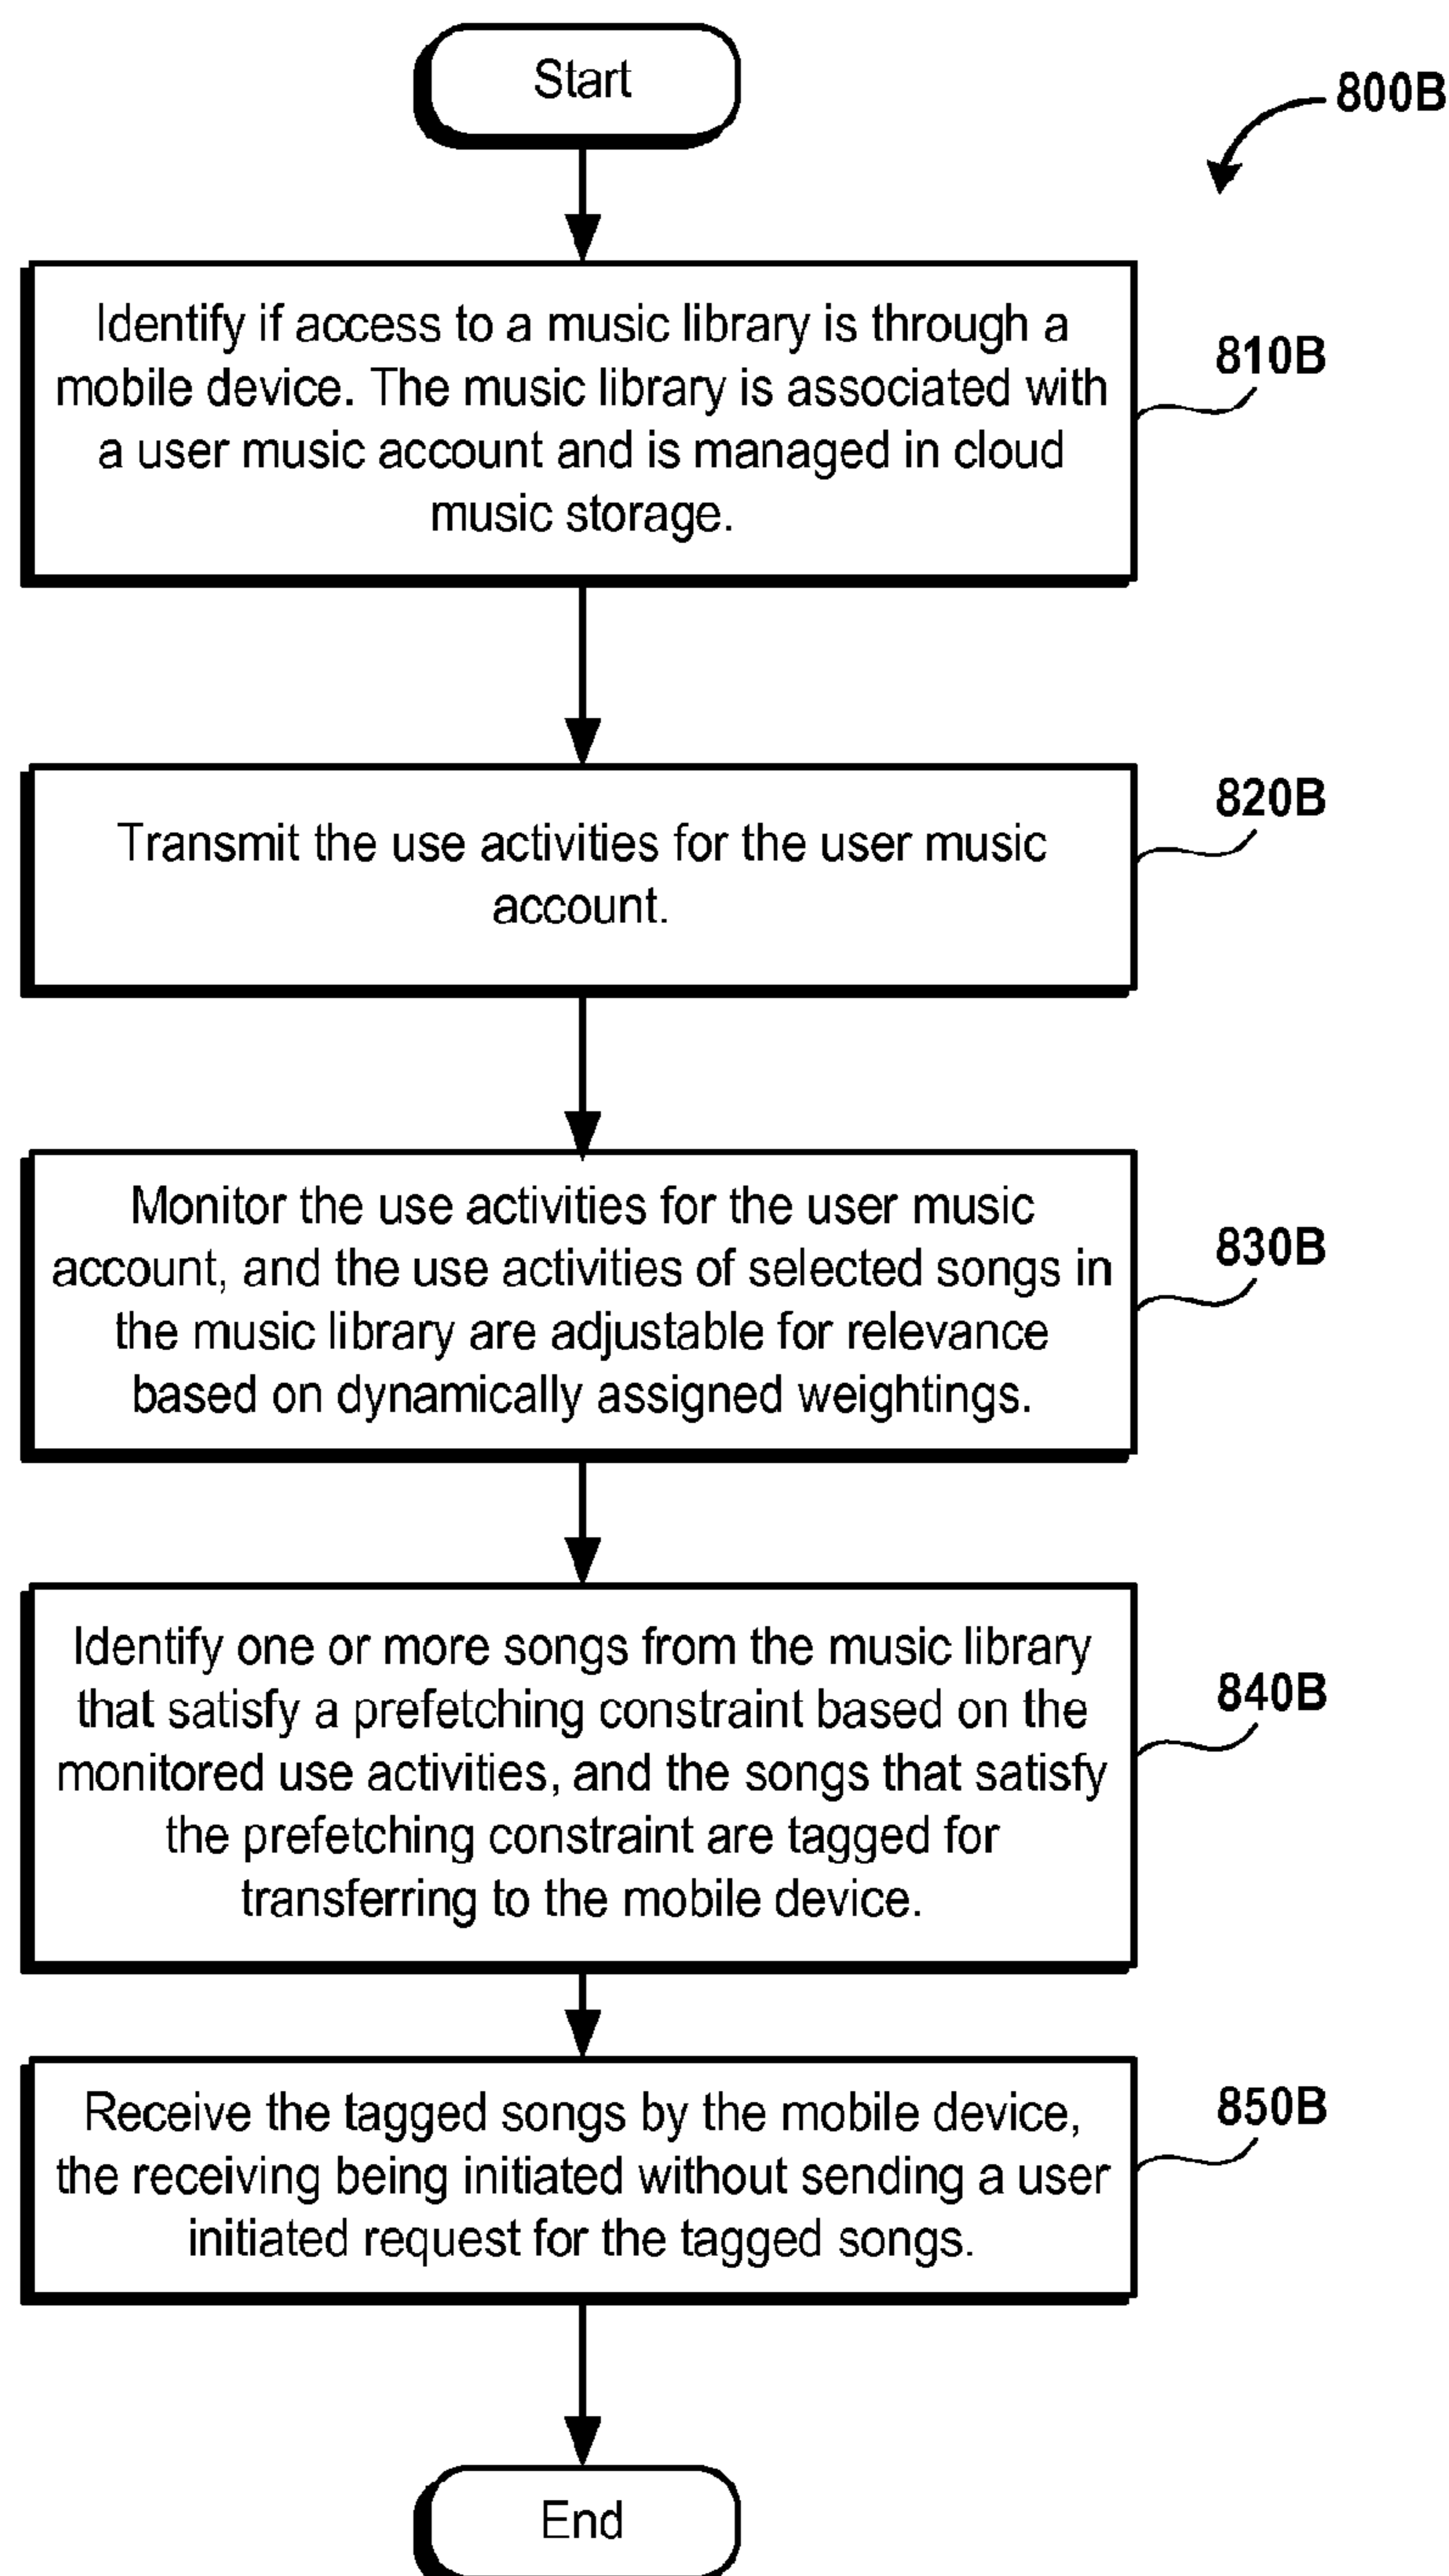 Start
800B
Identify if access to a music library is through a
mobile device. The music library is associated with
a user music account and is managed in cloud
music storage.
810B
Transmit the use activities for the user music
account.
820B
Monitor the use activities for the user music
account, and the use activities of selected songs in
the music library are adjustable for relevance
based on dynamically assigned weightings.
830B
Identify one or more songs from the music library
that satisfy a prefetching constraint based on the
monitored use activities, and the songs that satisfy
the prefetching constraint are tagged for
transferring to the mobile device.
840B
Receive the tagged songs by the mobile device,
the receiving being initiated without sending a user
initiated request for the tagged songs.
850B
End